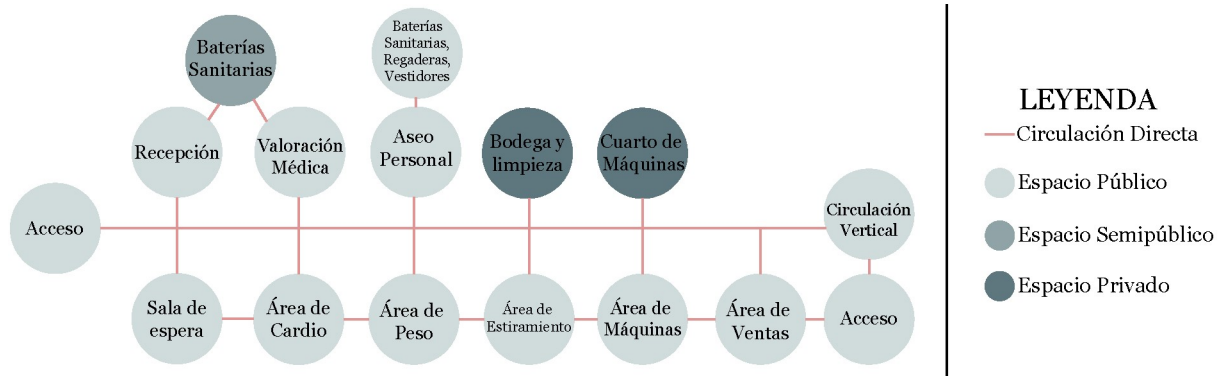 Baterías
Sanitarias
Baterías
Sanitarias,
Regaderas,
Vestidores
Recepción
Valoración
Médica
Aseo
Personal
Bodega y
limpieza
Cuarto de
Máquinas
Acceso
Circulación
Vertical
Sala de
espera
Área de
Cardio
Área de
Peso
Área de
Estiramiento
Área de
Máquinas
Área de
Ventas
Acceso
LEYENDA
Circulación Directa
Espacio Público
Espacio Semipúblico
Espacio Privado